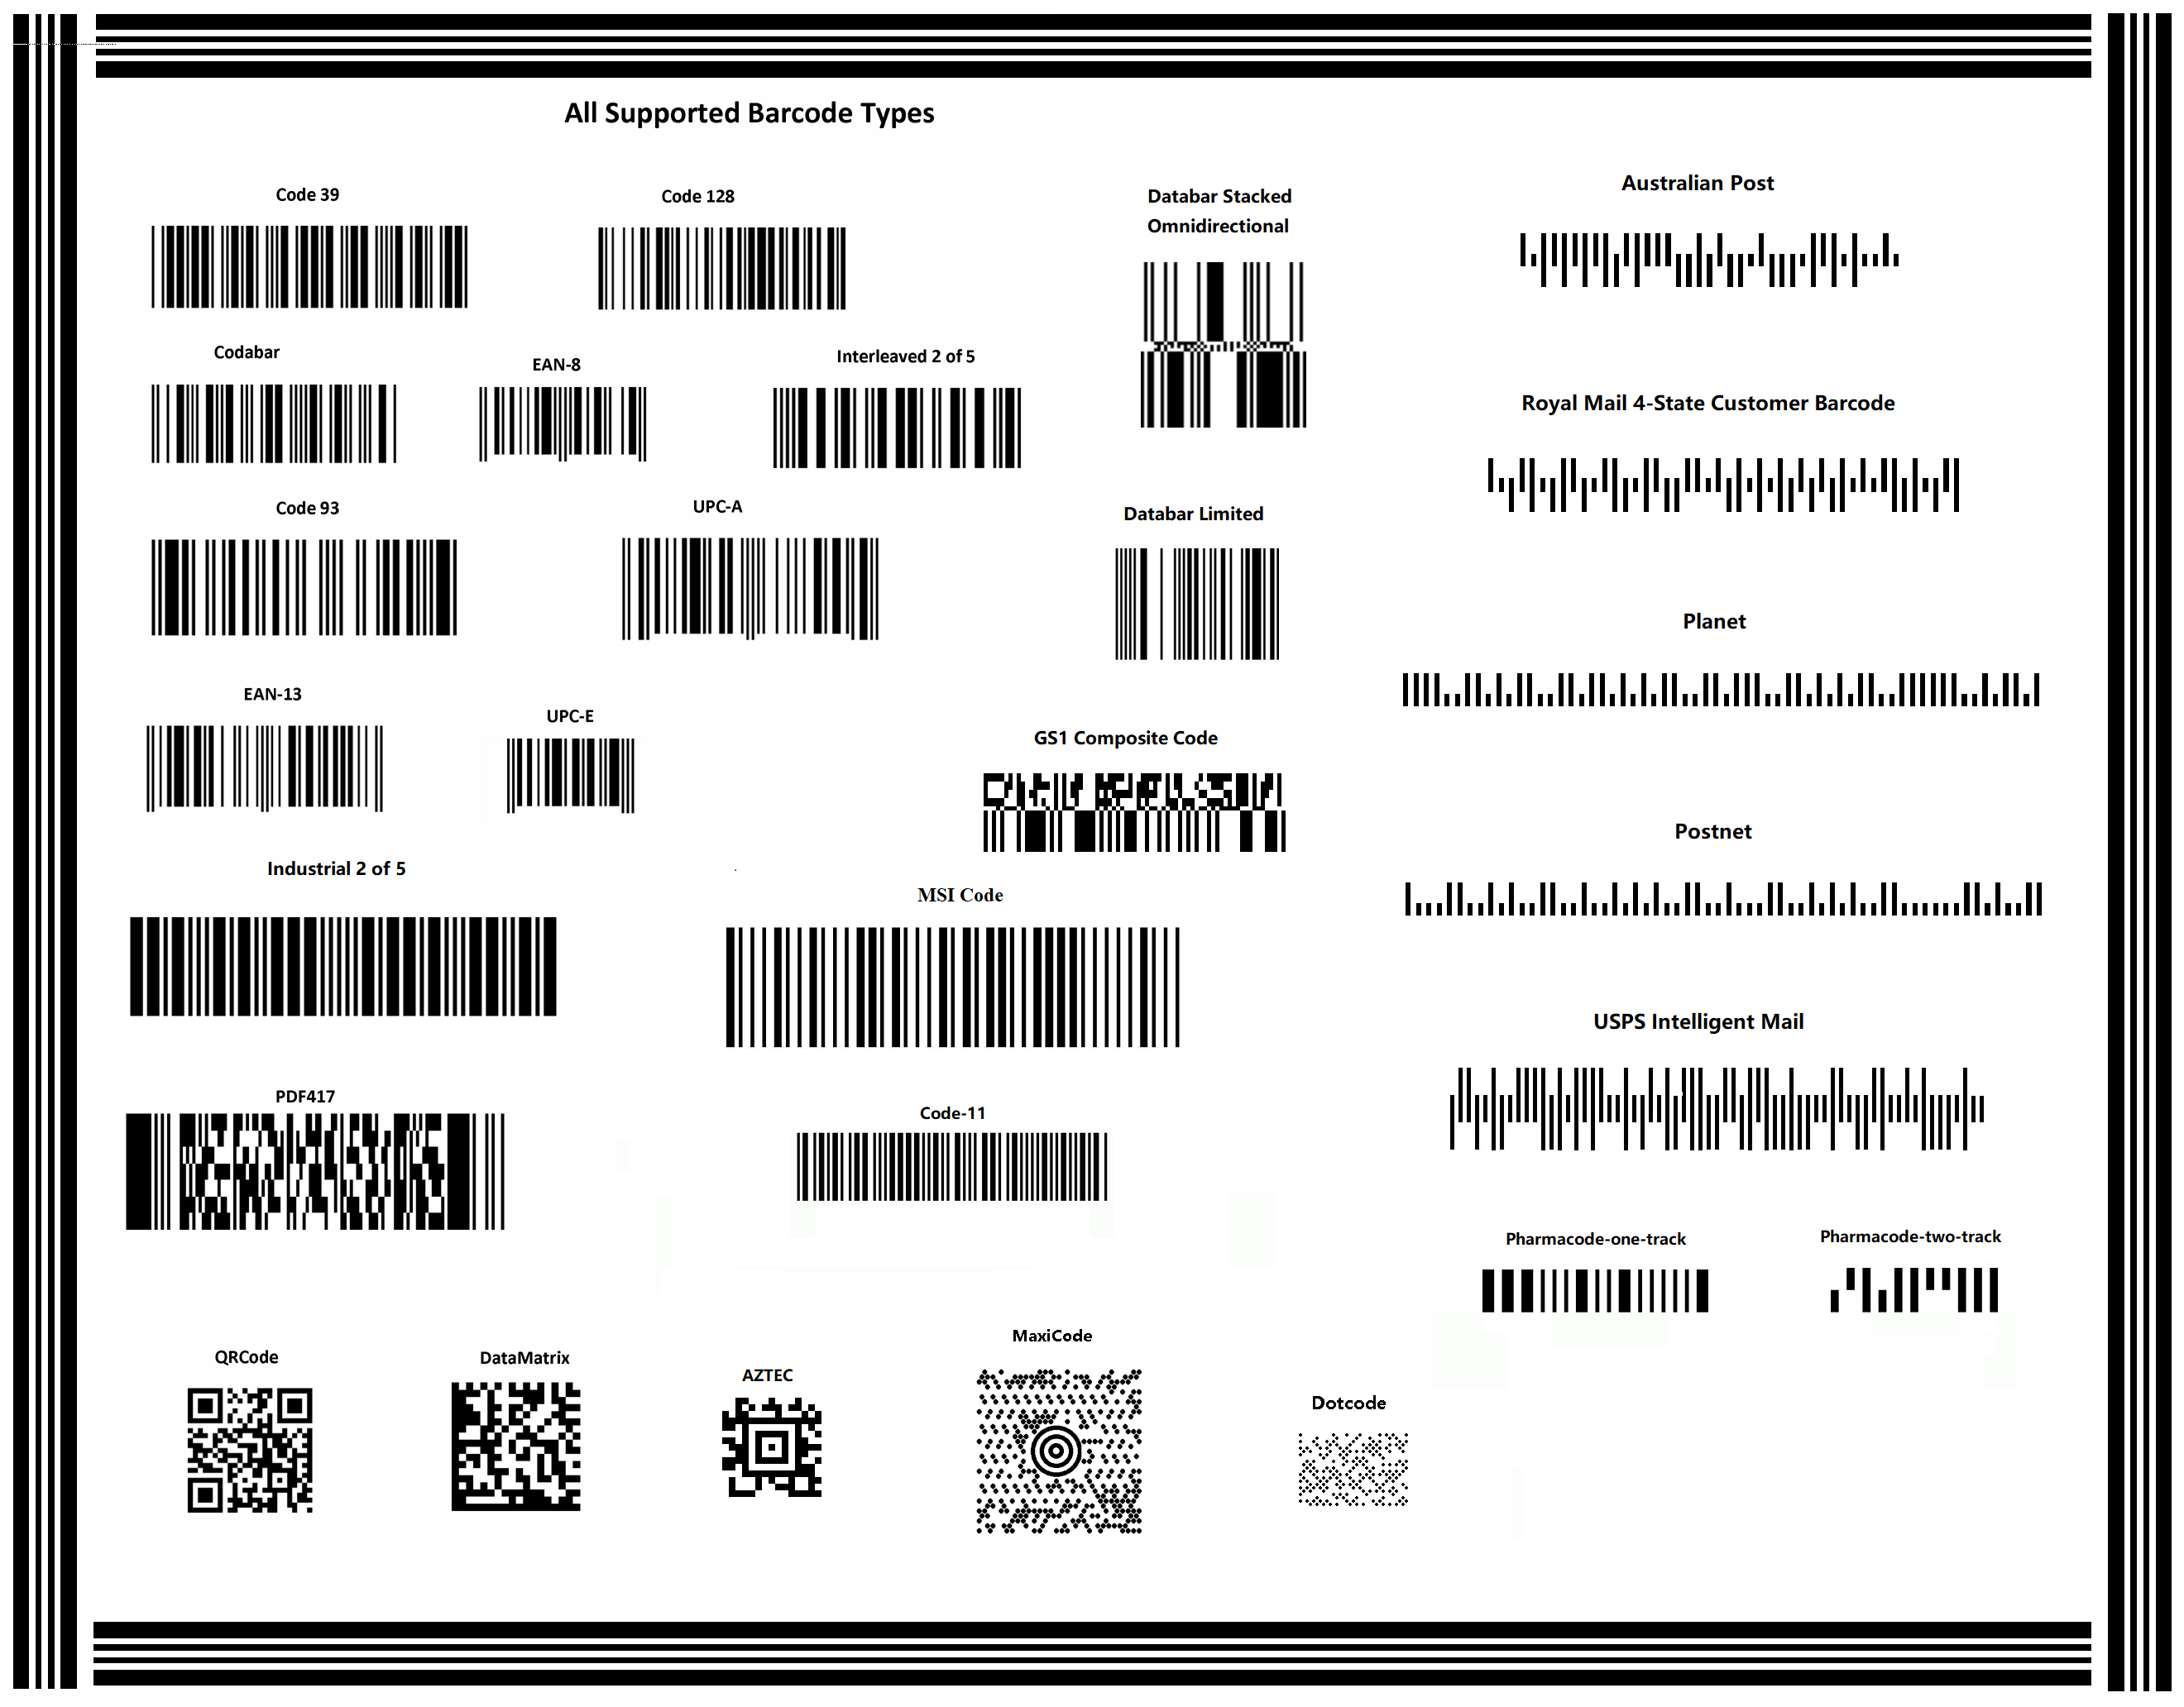 All Supported Barcode Types
Code 39
Code 128
Databar Stacked
Omnidirectional
Australian Post
Codabar
EAN-8
Interleaved 2 of 5
Royal Mail 4-State Customer Barcode
Code 93
UPC-A
Databar Limited
Planet
EAN-13
UPC-E
GS1 Composite Code
Postnet
Industrial 2 of 5
MSI Code
USPS Intelligent Mail
PDF417
Code-11
Pharmacode-one-track
Pharmacode-two-track
QRCode
DataMatrix
AZTEC
MaxiCode
Dotcode